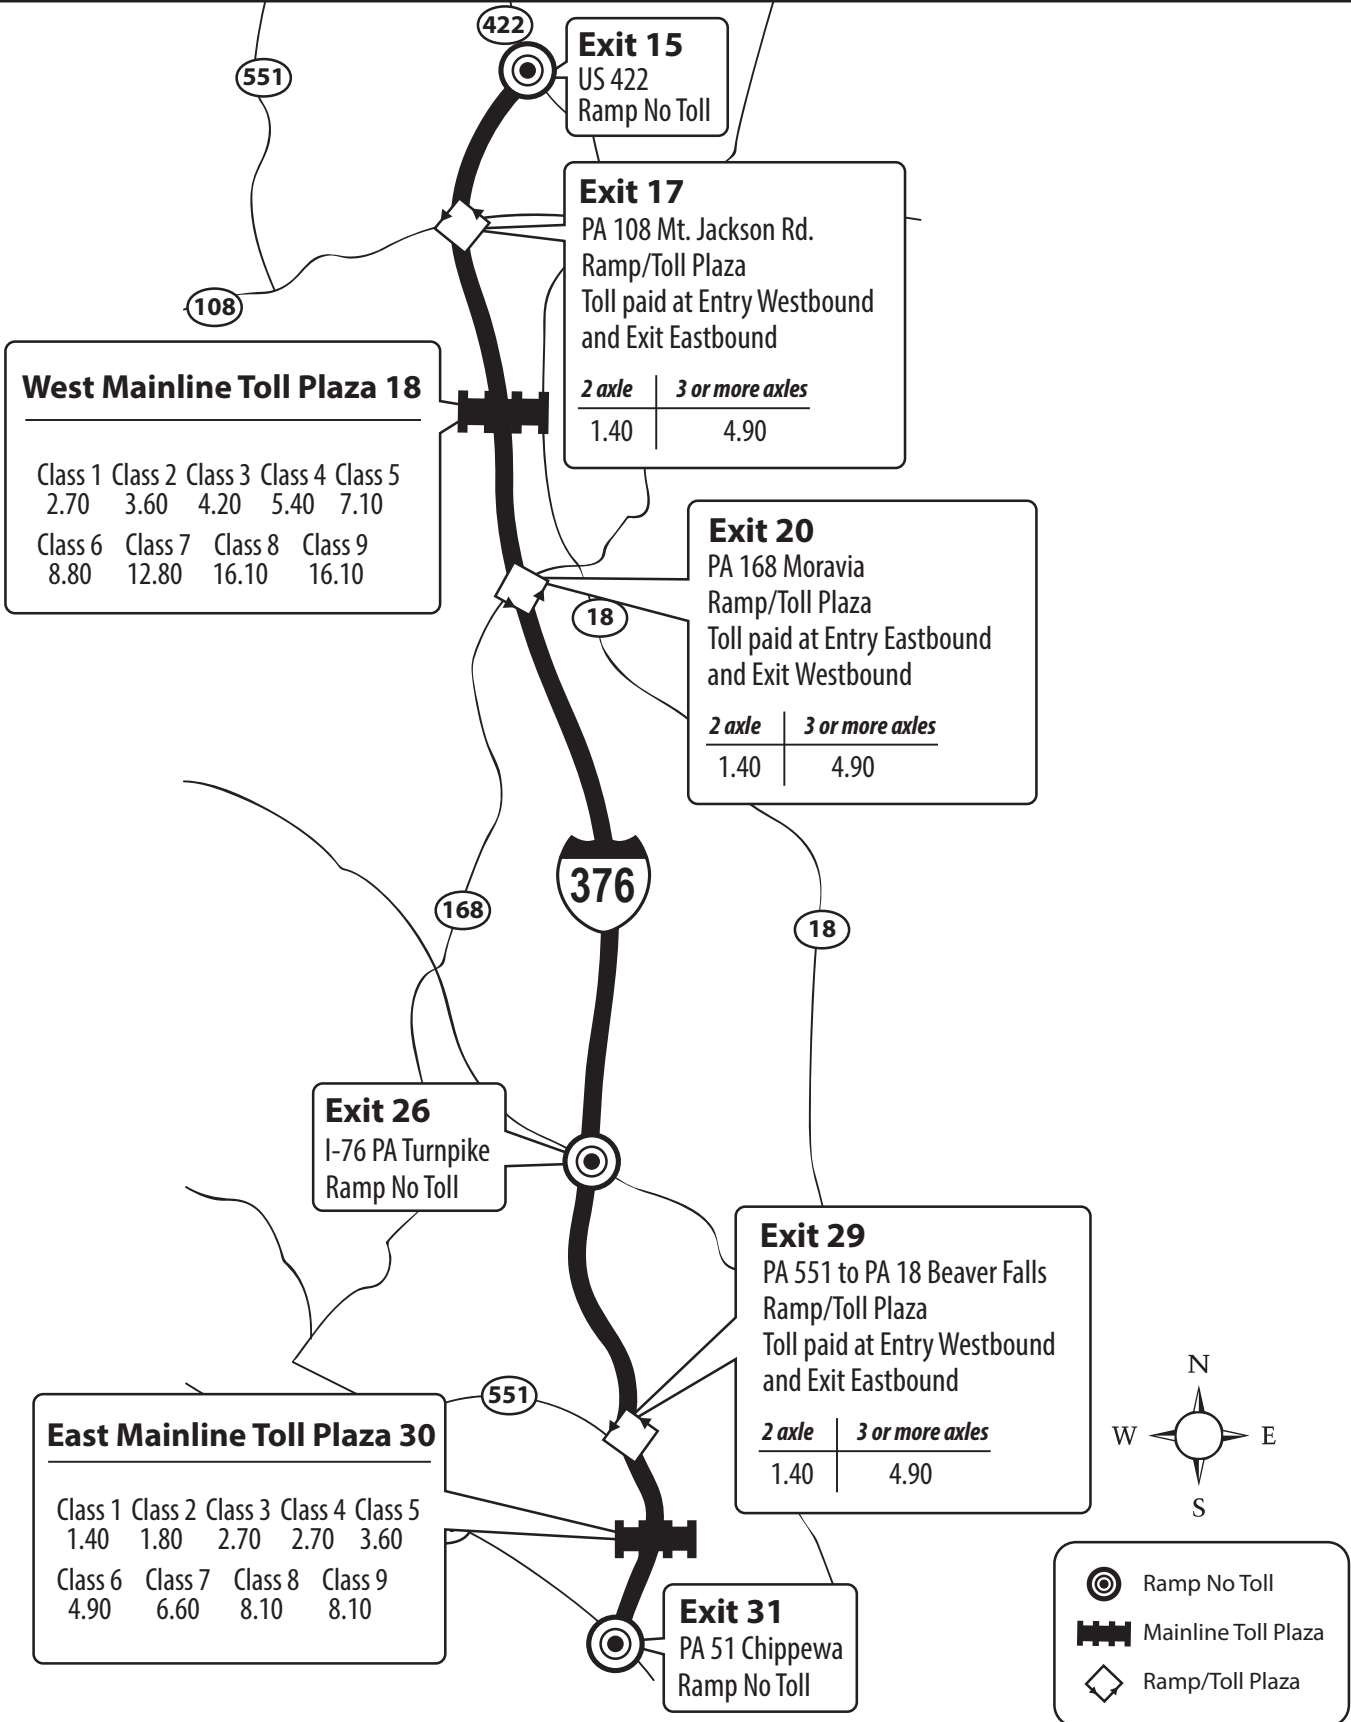 422
Exit 15
US 422
Ramp No Toll
551
Exit 17
PA 108 Mt. Jackson Rd.
Ramp/Toll Plaza
Toll paid at Entry Westbound
and Exit Eastbound
2 axle 3 or more axles
1.40 4.90
108
West Mainline Toll Plaza 18
Class 1 Class 2 Class 3 Class 4 Class 5
2.70 3.60 4.20 5.40 7.10
Class 6 Class 7 Class 8 Class 9
8.80 12.80 16.10 16.10
Exit 20
PA 168 Moravia
Ramp/Toll Plaza
Toll paid at Entry Eastbound
and Exit Westbound
2 axle 3 or more axles
1.40 4.90
18
376
168
18
Exit 26
I-76 PA Turnpike
Ramp No Toll
Exit 29
PA 551 to PA 18 Beaver Falls
Ramp/Toll Plaza
Toll paid at Entry Westbound
and Exit Eastbound
2 axle 3 or more axles
1.40 4.90
551
East Mainline Toll Plaza 30
Class 1 Class 2 Class 3 Class 4 Class 5
1.40 1.80 2.70 2.70 3.60
Class 6 Class 7 Class 8 Class 9
4.90 6.60 8.10 8.10
Exit 31
PA 51 Chippewa
Ramp No Toll
N
W E
S
Ramp No Toll
Mainline Toll Plaza
Ramp/Toll Plaza